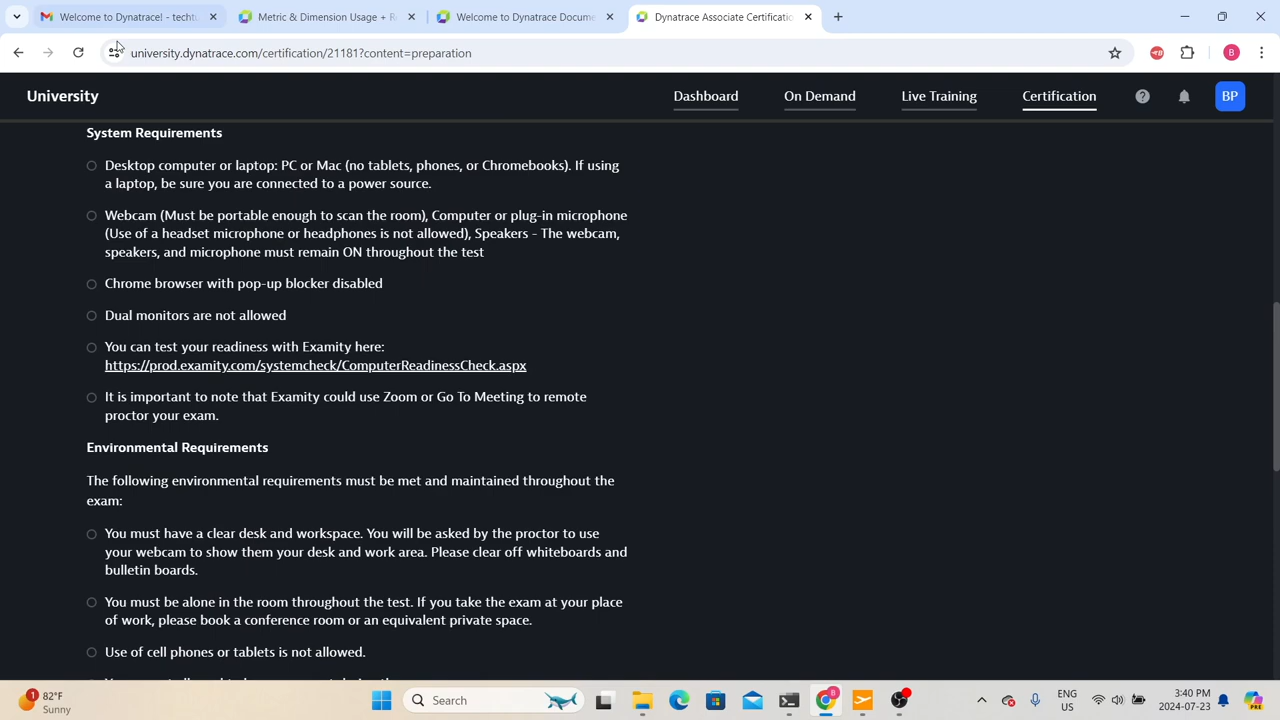 Welcome to Dynatrace! - techt
Metric & Dimension Usage + R
Welcome to Dynatrace Docume
Dynatrace Associate Certificati
university.dynatrace.com/certification/21181?content=preparation
B
University
Dashboard
On Demand
Live Training
Certification
BP
System Requirements
Desktop computer or laptop: PC or Mac (no tablets, phones, or Chromebooks). If using
a laptop, be sure you are connected to a power source.
Webcam (Must be portable enough to scan the room), Computer or plug-in microphone
(Use of a headset microphone or headphones is not allowed), Speakers - The webcam,
speakers, and microphone must remain ON throughout the test
Chrome browser with pop-up blocker disabled
Dual monitors are not allowed
You can test your readiness with Examity here:
https://prod.examity.com/systemcheck/ComputerReadinessCheck.aspx
It is important to note that Examity could use Zoom or Go To Meeting to remote
proctor your exam.
Environmental Requirements
The following environmental requirements must be met and maintained throughout the
exam:
You must have a clear desk and workspace. You will be asked by the proctor to use
your webcam to show them your desk and work area. Please clear off whiteboards and
bulletin boards.
You must be alone in the room throughout the test. If you take the exam at your place
of work, please book a conference room or an equivalent private space.
Use of cell phones or tablets is not allowed.
1
82°F
Sunny
Search
ENG
US
3:40 PM
2024-07-23
PRE